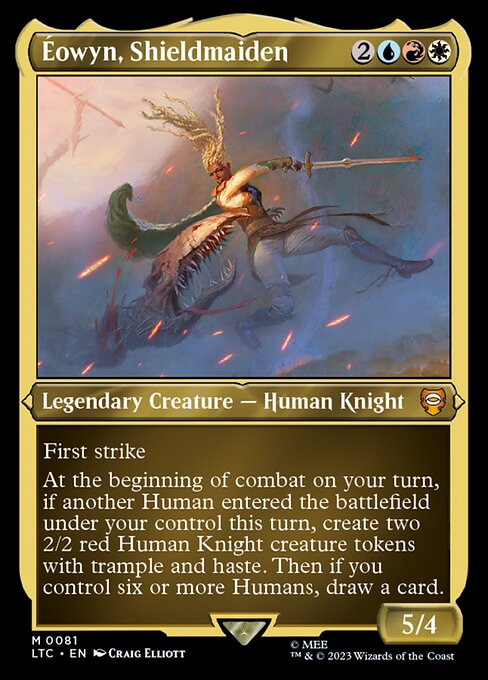 Éowyn, Shieldmaiden 2
Legendary Creature — Human Knight
First strike
At the beginning of combat on your turn,
if another Human entered the battlefield
under your control this turn, create two
2/2 red Human Knight creature tokens
with trample and haste. Then if you
control six or more Humans, draw a card.
5/4
M 0081
LTC • EN Craig Elliott
© MEE
™ & © 2023 Wizards of the Coast